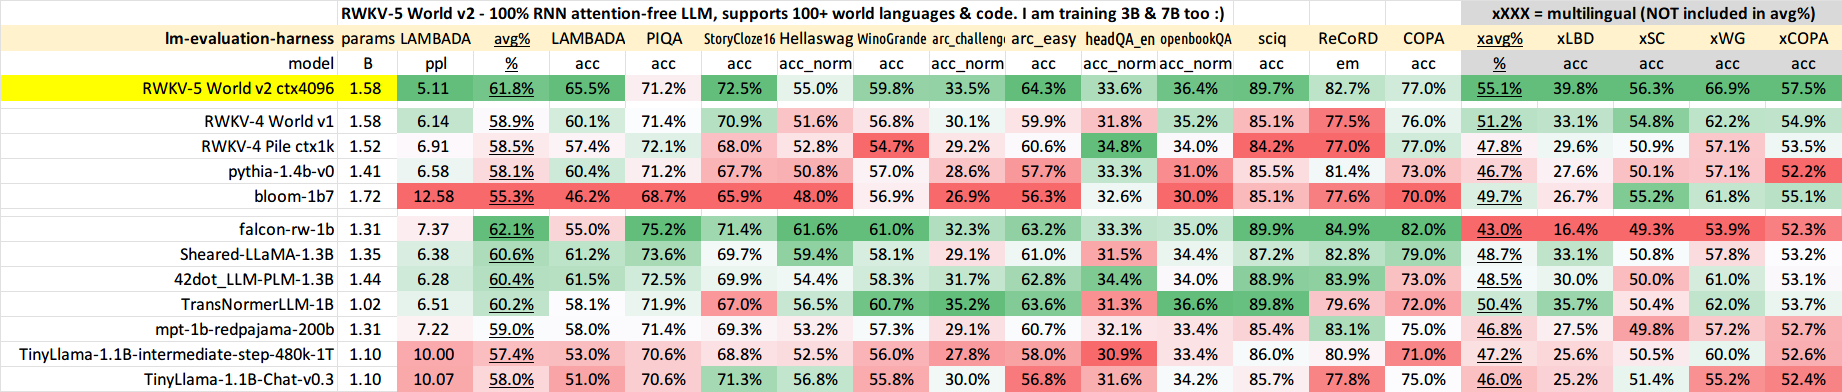 RWKV-5 World v2 - 100% RNN attention-free LLM, supports 100+ world languages & code. I am training 3B & 7B too :) xXXX = multilingual (NOT included in avg%)
lm-evaluation-harness params LAMBADA avg% LAMBADA PIQA StoryCloze16 Hellaswag WinoGrande arc_challenge arc_easy headQA_en openbookQA sciq ReCoRD COPA xavg% xLBD xSC xWG xCOPA
model B ppl % acc acc acc acc_norm acc acc_norm acc acc_norm acc_norm acc em acc % acc acc acc acc
RWKV-5 World v2 ctx4096 1.58 5.11 61.8% 65.5% 71.2% 72.5% 55.0% 59.8% 33.5% 64.3% 33.6% 36.4% 89.7% 82.7% 77.0% 55.1% 39.8% 56.3% 66.9% 57.5%
RWKV-4 World v1 1.58 6.14 58.9% 60.1% 71.4% 70.9% 51.6% 56.8% 30.1% 59.9% 31.8% 35.2% 85.1% 77.5% 76.0% 51.2% 33.1% 54.8% 62.2% 54.9%
RWKV-4 Pile ctx1k 1.52 6.91 58.5% 57.4% 72.1% 68.0% 52.8% 54.7% 29.2% 60.6% 34.8% 34.0% 84.2% 77.0% 77.0% 47.8% 29.6% 50.9% 57.1% 53.5%
pythia-1.4b-v0 1.41 6.58 58.1% 60.4% 71.2% 67.7% 50.8% 57.0% 28.6% 57.7% 33.3% 31.0% 85.5% 81.4% 73.0% 46.7% 27.6% 50.1% 57.1% 52.2%
bloom-1b7 1.72 12.58 55.3% 46.2% 68.7% 65.9% 48.0% 56.9% 26.9% 56.3% 32.6% 30.0% 85.1% 77.6% 70.0% 49.7% 26.7% 55.2% 61.8% 55.1%
falcon-rw-1b 1.31 7.37 62.1% 55.0% 75.2% 71.4% 61.6% 61.0% 32.3% 63.2% 33.3% 35.0% 89.9% 84.9% 82.0% 43.0% 16.4% 49.3% 53.9% 52.3%
Sheared-LLaMA-1.3B 1.35 6.38 60.6% 61.2% 73.6% 69.7% 59.4% 58.1% 29.1% 61.0% 31.5% 34.4% 87.2% 82.8% 79.0% 48.7% 33.1% 50.8% 57.8% 53.2%
42dot_LLM-PLM-1.3B 1.44 6.28 60.4% 61.5% 72.5% 69.9% 54.4% 58.3% 31.7% 62.8% 34.4% 34.0% 88.9% 83.9% 73.0% 48.5% 30.0% 50.0% 61.0% 53.1%
TransNormerLLM-1B 1.02 6.51 60.2% 58.1% 71.9% 67.0% 56.5% 60.7% 35.2% 63.6% 31.3% 36.6% 89.8% 79.6% 72.0% 50.4% 35.7% 50.4% 62.0% 53.7%
mpt-1b-redpajama-200b 1.31 7.22 59.0% 58.0% 71.4% 69.3% 53.2% 57.3% 29.1% 60.7% 32.1% 33.4% 85.4% 83.1% 75.0% 46.8% 27.5% 49.8% 57.2% 52.7%
TinyLlama-1.1B-intermediate-step-480k-1T 1.10 10.00 57.4% 53.0% 70.6% 68.8% 52.5% 56.0% 27.8% 58.0% 30.9% 33.4% 86.0% 80.9% 71.0% 47.2% 25.6% 50.5% 60.0% 52.6%
TinyLlama-1.1B-Chat-v0.3 1.10 10.07 58.0% 51.0% 70.6% 71.3% 56.8% 55.8% 30.0% 56.8% 31.6% 34.2% 85.7% 77.8% 75.0% 46.0% 25.2% 51.4% 55.2% 52.4%